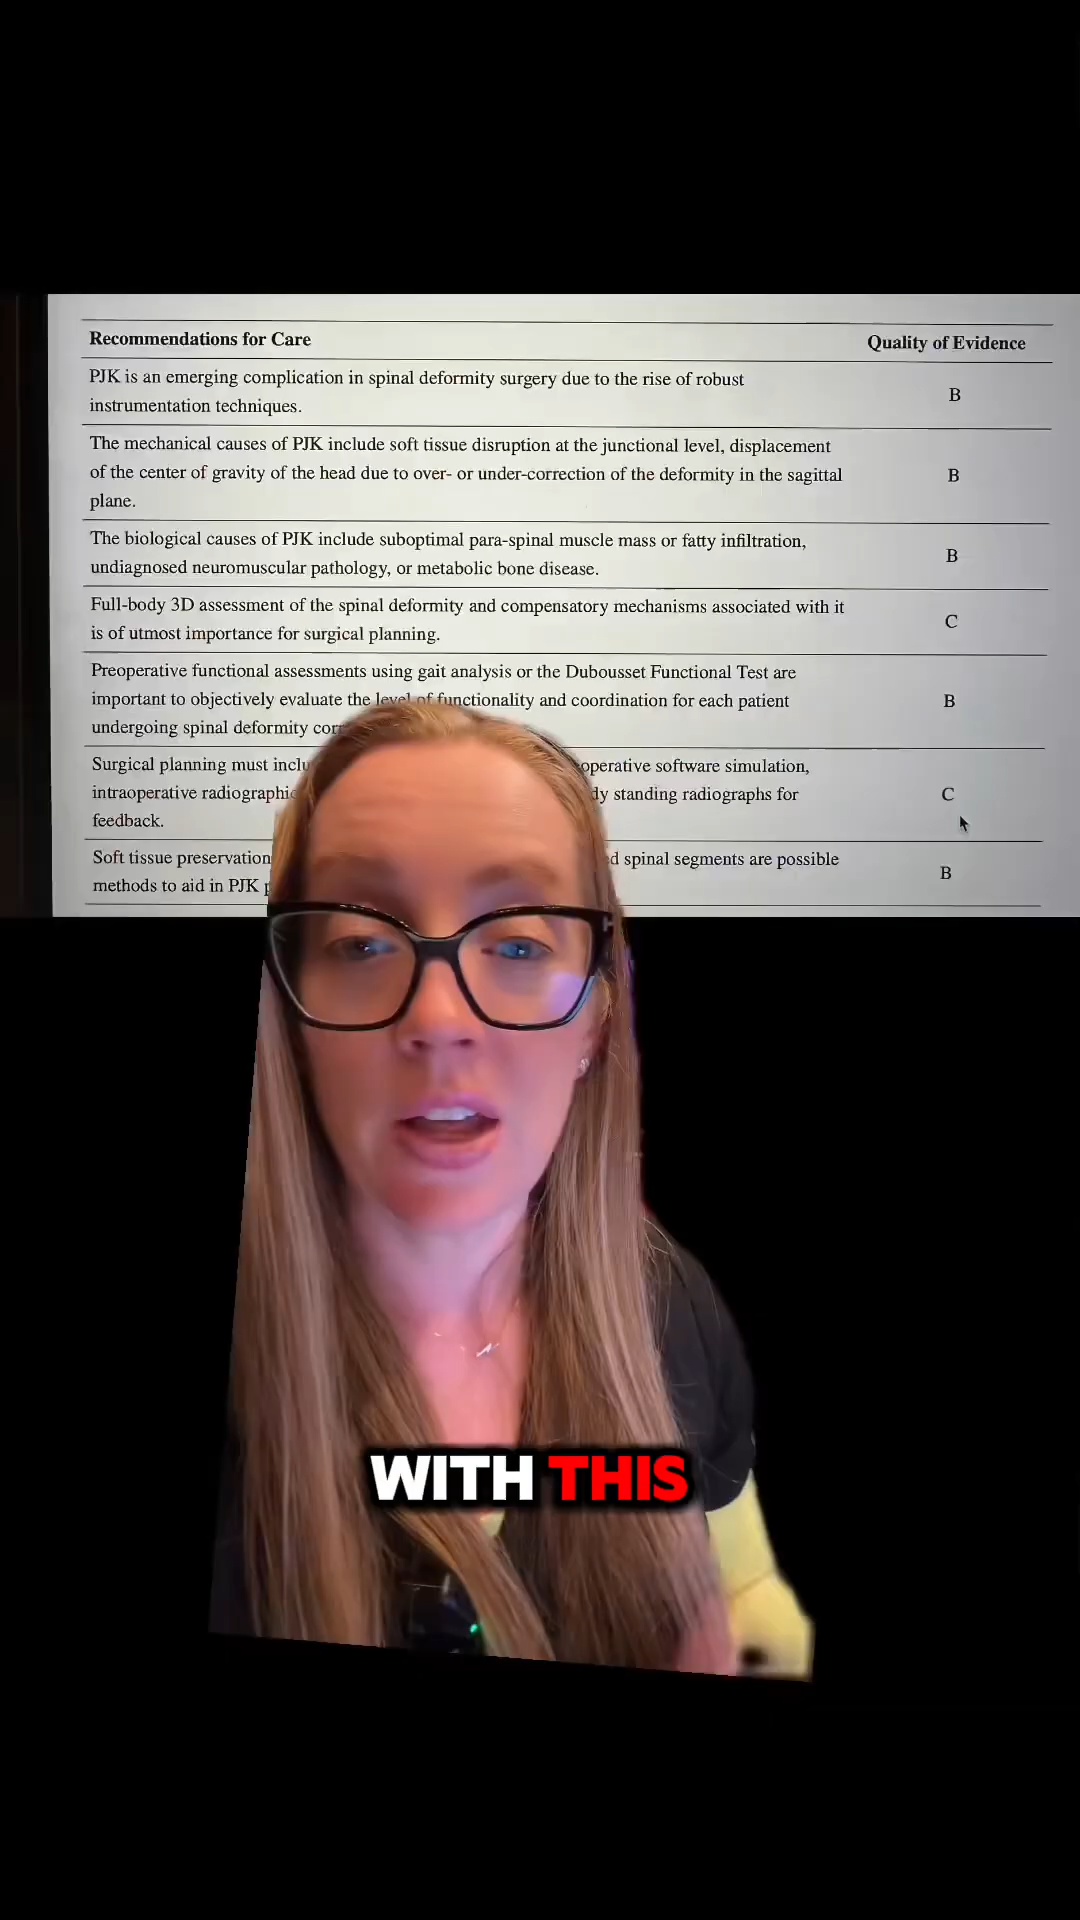 Recommendations for Care
Quality of Evidence
PJK is an emerging complication in spinal deformity surgery due to the rise of robust
instrumentation techniques.
B
The mechanical causes of PJK include soft tissue disruption at the junctional level, displacement
of the center of gravity of the head due to over- or under-correction of the deformity in the sagittal
plane.
B
The biological causes of PJK include suboptimal para-spinal muscle mass or fatty infiltration,
undiagnosed neuromuscular pathology, or metabolic bone disease.
B
Full-body 3D assessment of the spinal deformity and compensatory mechanisms associated with it
is of utmost importance for surgical planning.
C
Preoperative functional assessments using gait analysis or the Dubousset Functional Test are
important to objectively evaluate the level of functionality and coordination for each patient
undergoing spinal deformity
B
Surgical planning must software simulation,
intraoperative standing radiographs for
feedback.
C
Soft tissue preservation spinal segments are possible
methods to aid in PJK
B
WITH THIS